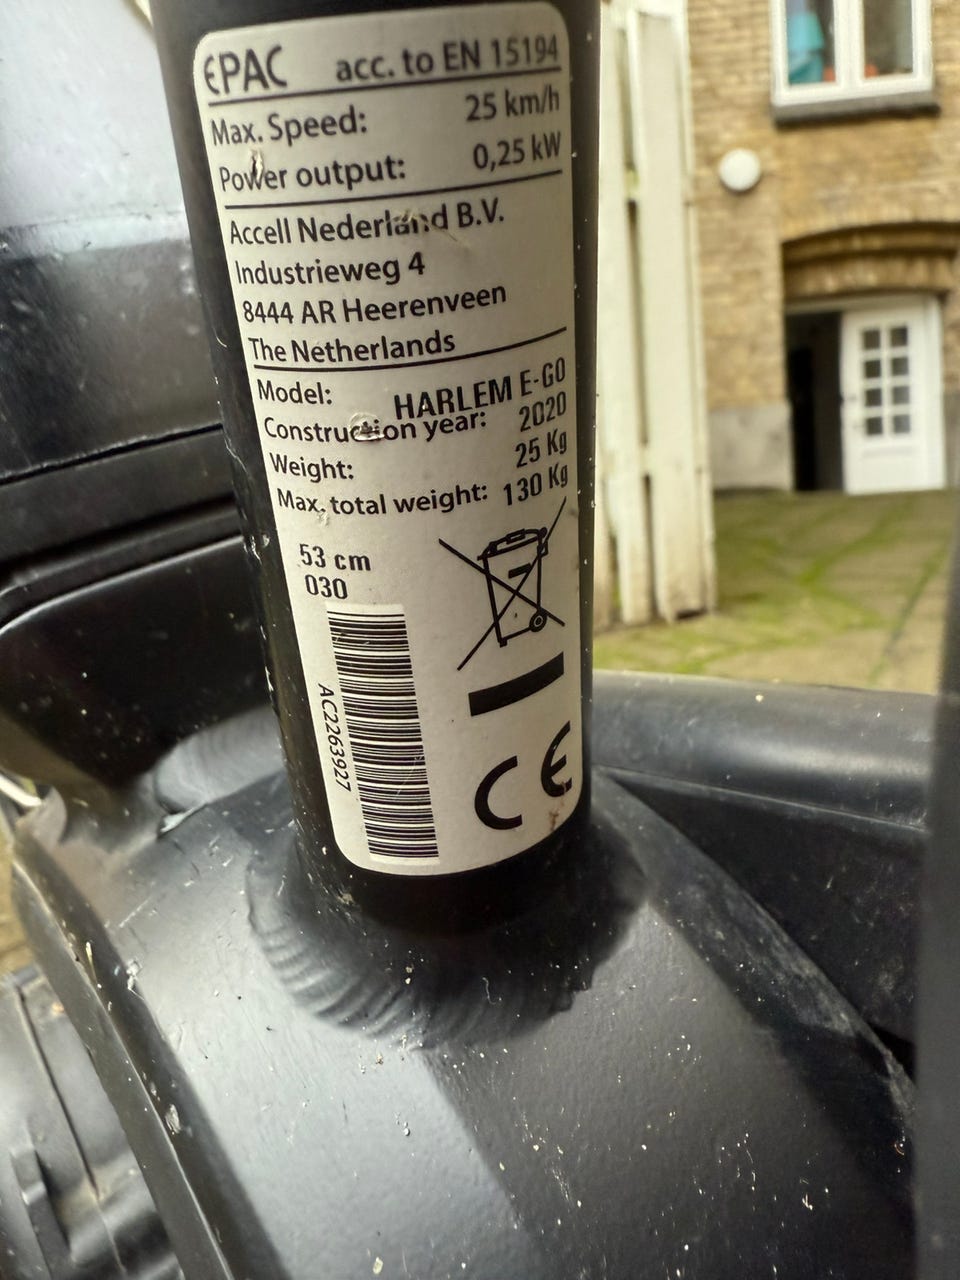 EPAC acc. to EN 15194
Max. Speed: 25 km/h
Power output: 0,25 kW
Accell Nederland B.V.
Industrieweg 4
8444 AR Heerenveen
The Netherlands
Model: HARLEM E-GO
Construction year: 2020
Weight: 25 Kg
Max. total weight: 130 Kg
53 cm
030
AC2263927
CE